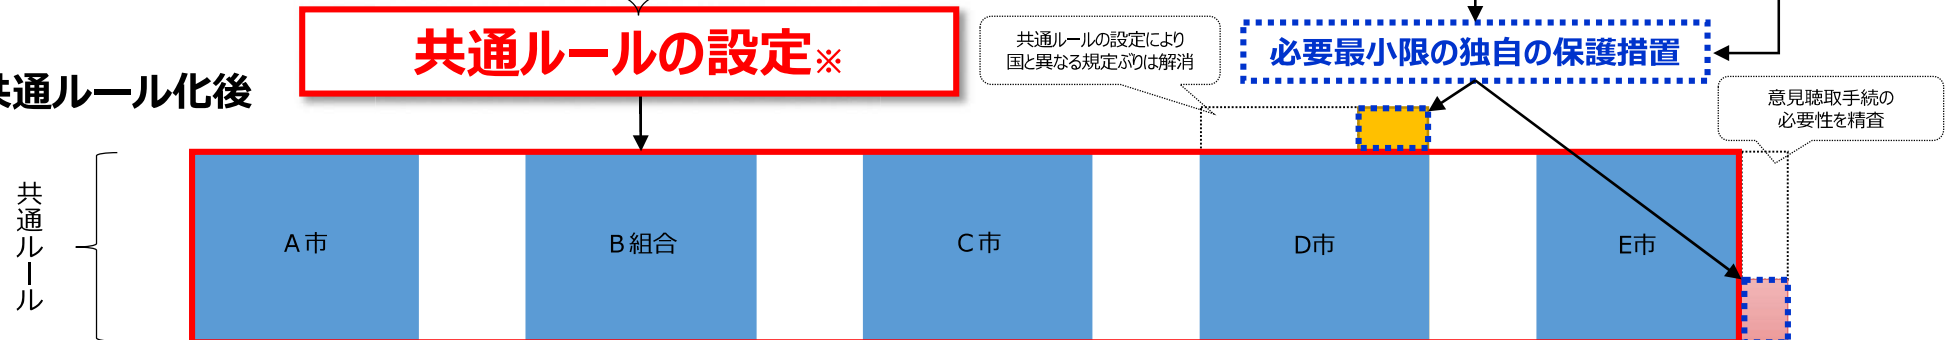 共通ルールの設定※
共通ルールの設定により
国と異なる規定ぶりは解消
必要最小限の独自の保護措置
共通ルール化後
意見聴取手続の
必要性を精査
共通ルール
A市
B組合
C市
D市
E市